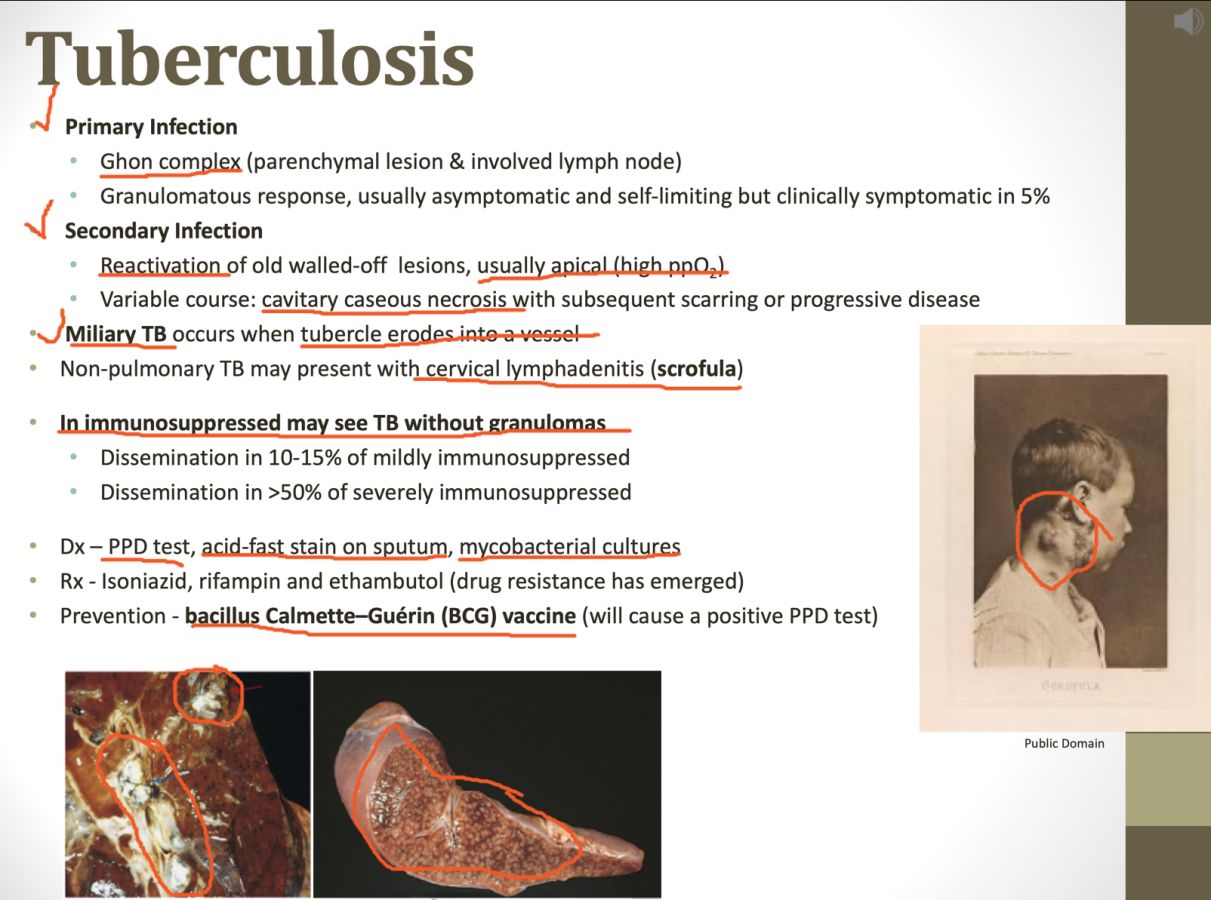 Tuberculosis
• Primary Infection
• Ghon complex (parenchymal lesion & involved lymph node)
• Granulomatous response, usually asymptomatic and self-limiting but clinically symptomatic in 5%
Secondary Infection
• Reactivation of old walled-off lesions, usually apical (high ppO₂)
• Variable course: cavitary caseous necrosis with subsequent scarring or progressive disease
• Miliary TB occurs when tubercle erodes into a vessel
• Non-pulmonary TB may present with cervical lymphadenitis (scrofula)
• In immunosuppressed may see TB without granulomas
• Dissemination in 10-15% of mildly immunosuppressed
• Dissemination in >50% of severely immunosuppressed
• Dx – PPD test, acid-fast stain on sputum, mycobacterial cultures
• Rx - Isoniazid, rifampin and ethambutol (drug resistance has emerged)
• Prevention - bacillus Calmette–Guérin (BCG) vaccine (will cause a positive PPD test)
SCROFULA
Public Domain